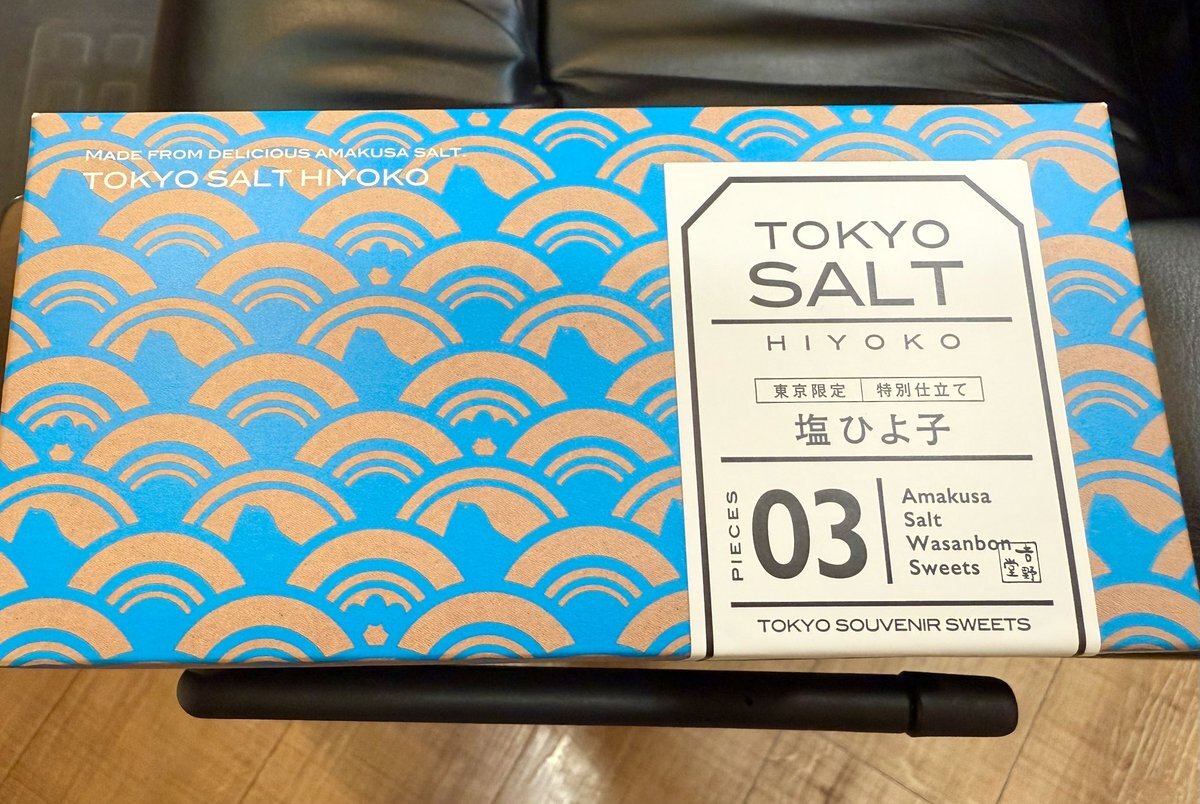 MADE FROM DELICIOUS AMAKUSA SALT.
TOKYO SALT HIYOKO
TOKYO
SALT
HIYOKO
東京限定 特別仕立て
塩ひよ子
PIECES
03
Amakusa
Salt
Wasanbon
Sweets
吉野堂
TOKYO SOUVENIR SWEETS